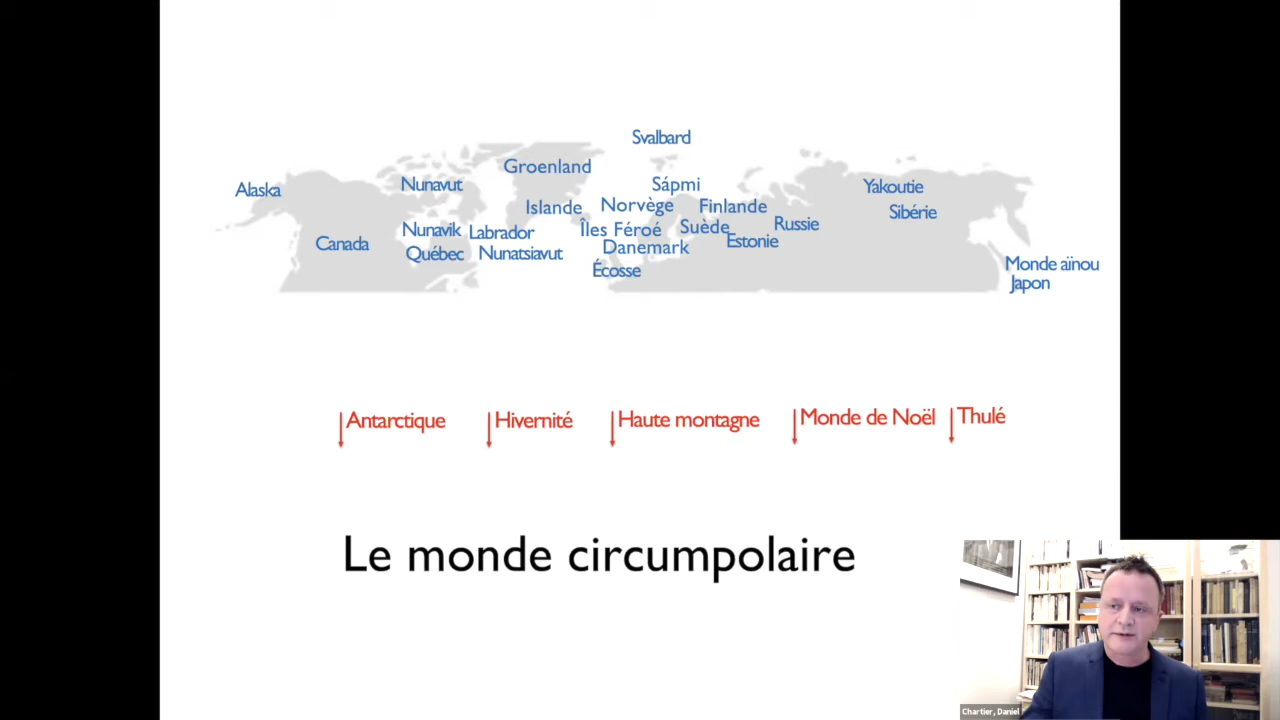 Svalbard
Groenland
Alaska
Nunavut
Sápmi
Yakoutie
Islande
Norvège
Finlande
Sibérie
Canada
Nunavik
Labrador
Îles Féroé
Suède
Russie
Québec
Nunatsiavut
Danemark
Estonie
Écosse
Monde aïnou
Japon
Antarctique
Hivernité
Haute montagne
Monde de Noël
Thulé
Le monde circumpolaire
Chartier, Daniel